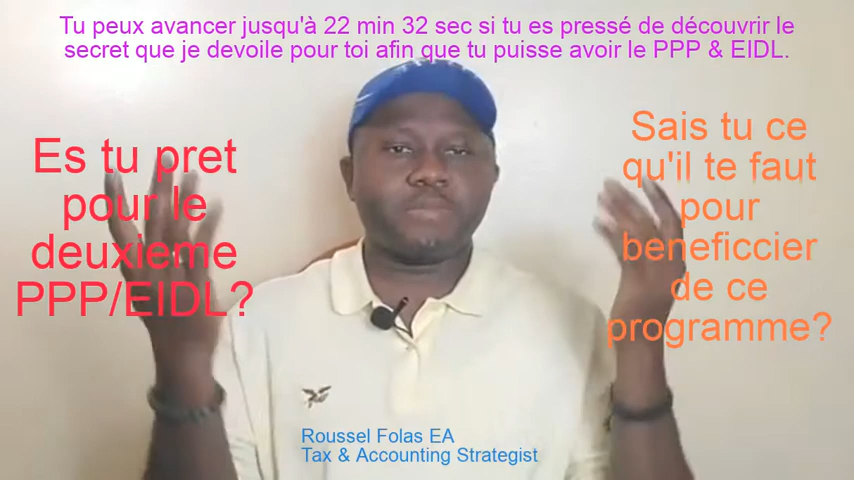 Tu peux avancer jusqu'à 22 min 32 sec si tu es pressé de découvrir le
secret que je devoile pour toi afin que tu puisse avoir le PPP & EIDL.
Es tu pret
pour le
deuxieme
PPP/EIDL?
Sais tu ce
qu'il te faut
pour
beneficcier
de ce
programme?
Roussel Folas EA
Tax & Accounting Strategist